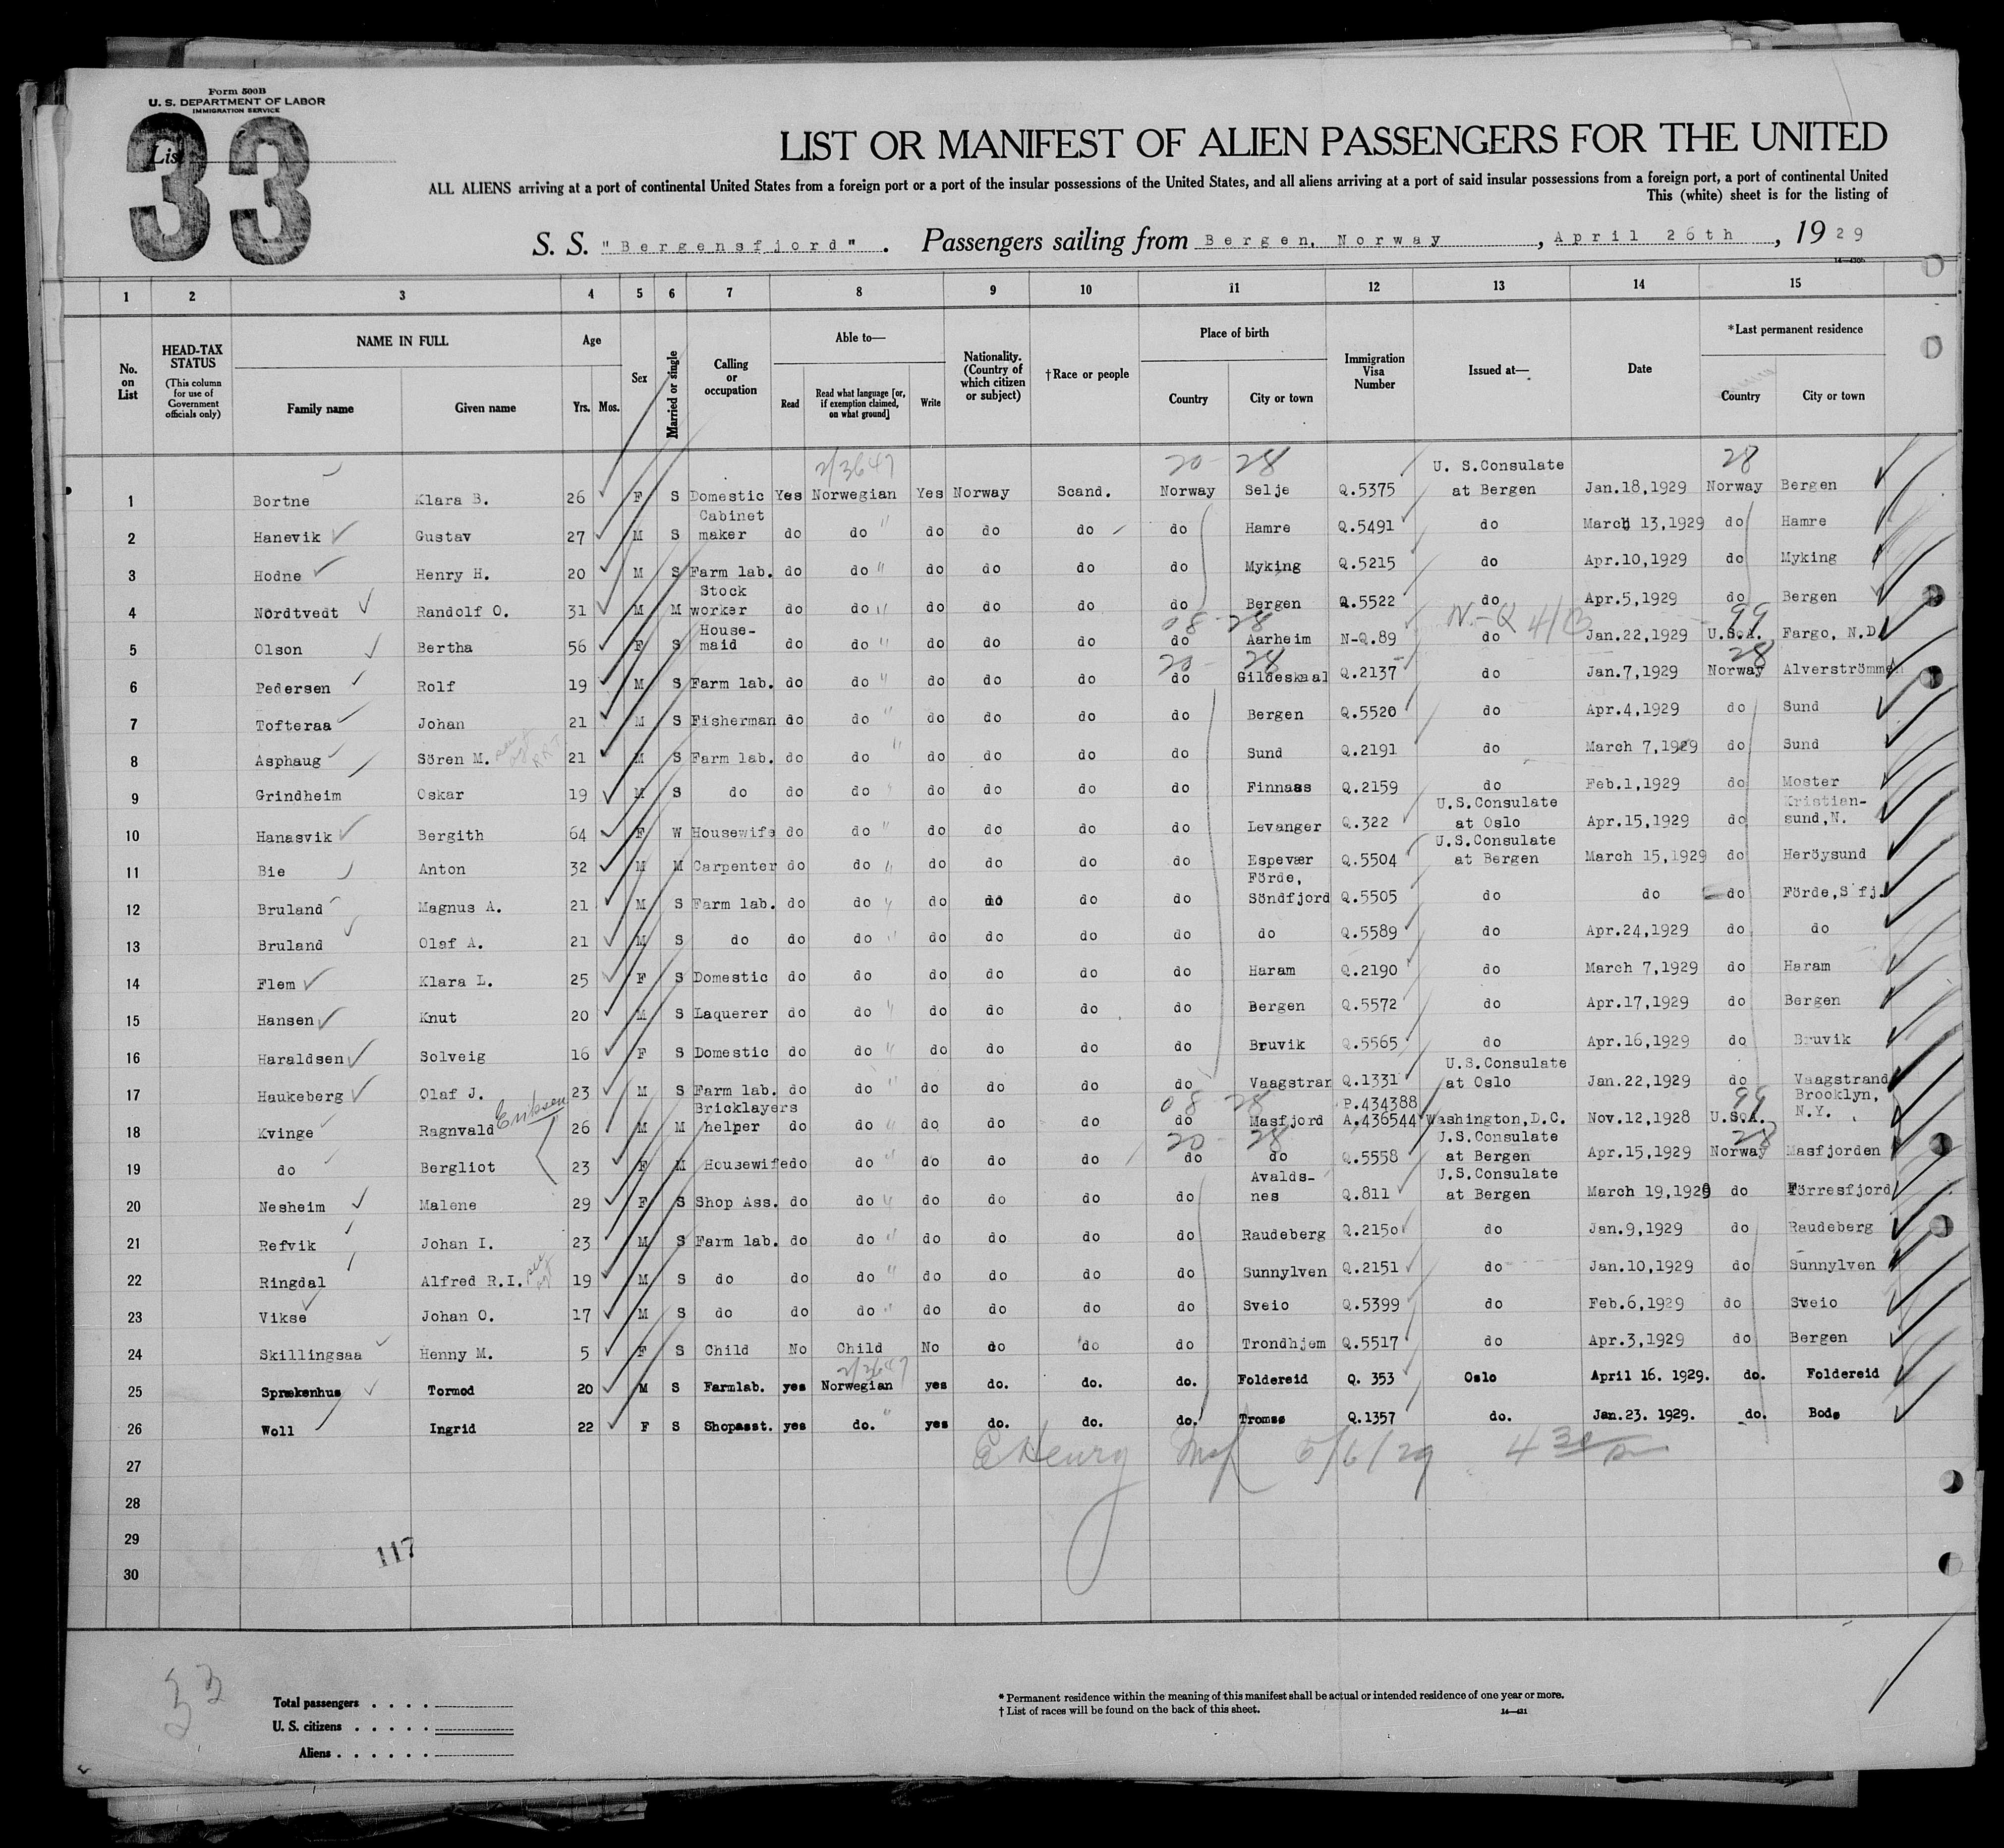 Form 500B
U. S. DEPARTMENT OF LABOR
IMMIGRATION SERVICE
List 33
LIST OR MANIFEST OF ALIEN PASSENGERS FOR THE UNITED
ALL ALIENS arriving at a port of continental United States from a foreign port or a port of the insular possessions of the United States, and all aliens arriving at a port of said insular possessions from a foreign port, a port of continental United
This (white) sheet is for the listing of
S. S. "Bergensfjord". Passengers sailing from Bergen, Norway, April 26th, 1929
1 2 3 4 5 6 7 8 9 10 11 12 13 14 15
No. on List HEAD-TAX STATUS (This column for use of Government officials only) NAME IN FULL Family name Given name Age Yrs. Mos. Sex Married or single Calling or occupation Able to— Read Read what language [or, if exemption claimed, on what ground] Write Nationality. (Country of which citizen or subject) †Race or people Place of birth Country City or town Immigration Visa Number Issued at— Date *Last permanent residence Country City or town
2/3647 20- 28 28
1 Bortne Klara B. 26 F S Domestic Yes Norwegian Yes Norway Scand. Norway Selje Q.5375 U. S.Consulate at Bergen Jan.18,1929 Norway Bergen
2 Hanevik Gustav 27 M S Cabinet maker do do " do do do do Hamre Q.5491 do March 13,1929 do Hamre
3 Hodne Henry H. 20 M S Farm lab. do do " do do do do Myking Q.5215 do Apr.10,1929 do Myking
4 Nördtvedt Randolf O. 31 M M Stock worker do do " do do do do Bergen Q.5522 do Apr.5,1929 do Bergen
08 - 28 N.-Q 4/B 99
5 Olson Bertha 56 F S House-maid do do " do do do do Aarheim N-Q.89 do Jan.22,1929 U.S.A. Fargo, N.D.
20- 28 28
6 Pedersen Rolf 19 M S Farm lab. do do " do do do do Gildeskaal Q.2137 do Jan.7,1929 Norway Alverströmmen
7 Tofteraa Johan 21 M S Fisherman do do " do do do do Bergen Q.5520 do Apr.4,1929 do Sund
8 Asphaug Sören M. 21 M S Farm lab. do do " do do do do Sund Q.2191 do March 7,1929 do Sund
9 Grindheim Oskar 19 M S do do do " do do do do Finnaas Q.2159 do Feb.1,1929 do Moster
10 Hanasvik Bergith 64 F W Housewife do do " do do do do Levanger Q.322 U.S.Consulate at Oslo Apr.15,1929 do Kristian-sund,N.
11 Bie Anton 32 M M Carpenter do do " do do do do Espevær Q.5504 U.S.Consulate at Bergen March 15,1929 do Heröysund
12 Bruland Magnus A. 21 M S Farm lab. do do " do do do do Förde, Söndfjord Q.5505 do do do Förde,S'fj.
13 Bruland Olaf A. 21 M S do do do " do do do do do Q.5589 do Apr.24,1929 do do
14 Flem Klara L. 25 F S Domestic do do do do do do Haram Q.2190 do March 7,1929 do Haram
15 Hansen Knut 20 M S Laquerer do do " do do do do Bergen Q.5572 do Apr.17,1929 do Bergen
16 Haraldsen Solveig 16 F S Domestic do do " do do do do Bruvik Q.5565 do Apr.16,1929 do Bruvik
17 Haukeberg Olaf J. 23 M S Farm lab. do do " do do do do Vaagstran Q.1331 U.S.Consulate at Oslo Jan.22,1929 do Vaagstrand
Eriksen 08 - 28 99
18 Kvinge Ragnvald 26 M M Bricklayers helper do do " do do do do Masfjord P.434388 A.436544 Washington,D.C. Nov.12,1928 U.S.A. Brooklyn, N.Y.
20 - 28 28
19 do Bergliot 23 F M Housewife do do " do do do do do Q.5558 U.S.Consulate at Bergen Apr.15,1929 Norway Masfjorden
20 Nesheim Malene 29 F S Shop Ass. do do " do do do do Avalds-nes Q.811 U.S.Consulate at Bergen March 19,1929 do Förresfjord
21 Refvik Johan I. 23 M S Farm lab. do do " do do do do Raudeberg Q.2150 do Jan.9,1929 do Raudeberg
22 Ringdal Alfred R.I. 19 M S do do do " do do do do Sunnylven Q.2151 do Jan.10,1929 do Sunnylven
23 Vikse Johan O. 17 M S do do do " do do do do Sveio Q.5399 do Feb.6,1929 do Sveio
24 Skillingsaa Henny M. 5 F S Child No Child No do do do Trondhjem Q.5517 do Apr.3,1929 do Bergen
2/3647
25 Sprækenhus Tormod 20 M S Farmlab. yes Norwegian yes do. do. do. Foldereid Q. 353 Oslo April 16. 1929. do. Foldereid
26 Woll Ingrid 22 F S Shopasst. yes do. " yes do. do. do. Tromsø Q.1357 do. Jan.23. 1929. do. Bodø
27 Henry 5/6/29 4 30
28
29
117
30
33
Total passengers . . . .
U. S. citizens . . . . .
Aliens . . . . . .
* Permanent residence within the meaning of this manifest shall be actual or intended residence of one year or more.
† List of races will be found on the back of this sheet.
14—431